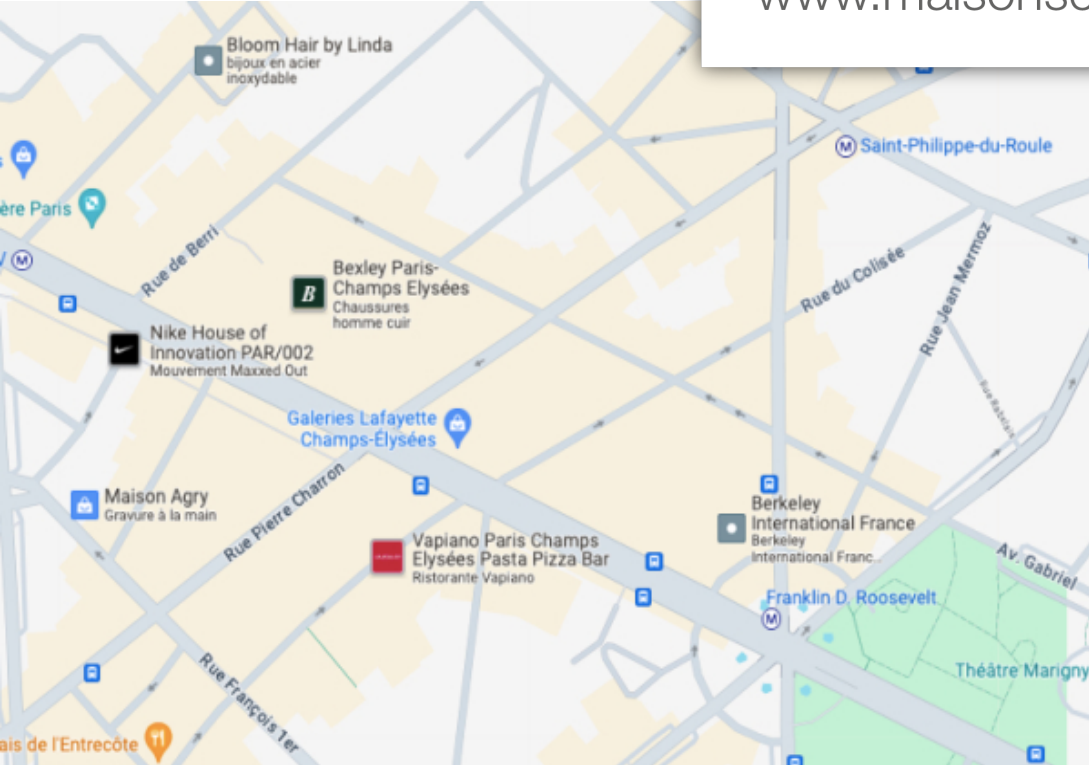 Bloom Hair by Linda
bijoux en acier
inoxydable
M Saint-Philippe-du-Roule
ère Paris
M
Rue de Berri
Rue du Colisée
Rue Jean Mermoz
B
Bexley Paris-
Champs Elysées
Chaussures
homme cuir
Nike House of
Innovation PAR/002
Mouvement Maxxed Out
Rue Rabelais
Galeries Lafayette
Champs-Élysées
Maison Agry
Gravure à la main
Rue Pierre Charron
Berkeley
International France
Berkeley
International Franc..
Vapiano Paris Champs
Elysées Pasta Pizza Bar
Ristorante Vapiano
Av. Gabriel
Franklin D. Roosevelt
M
Théâtre Marigny
Rue François 1er
ais de l'Entrecôte